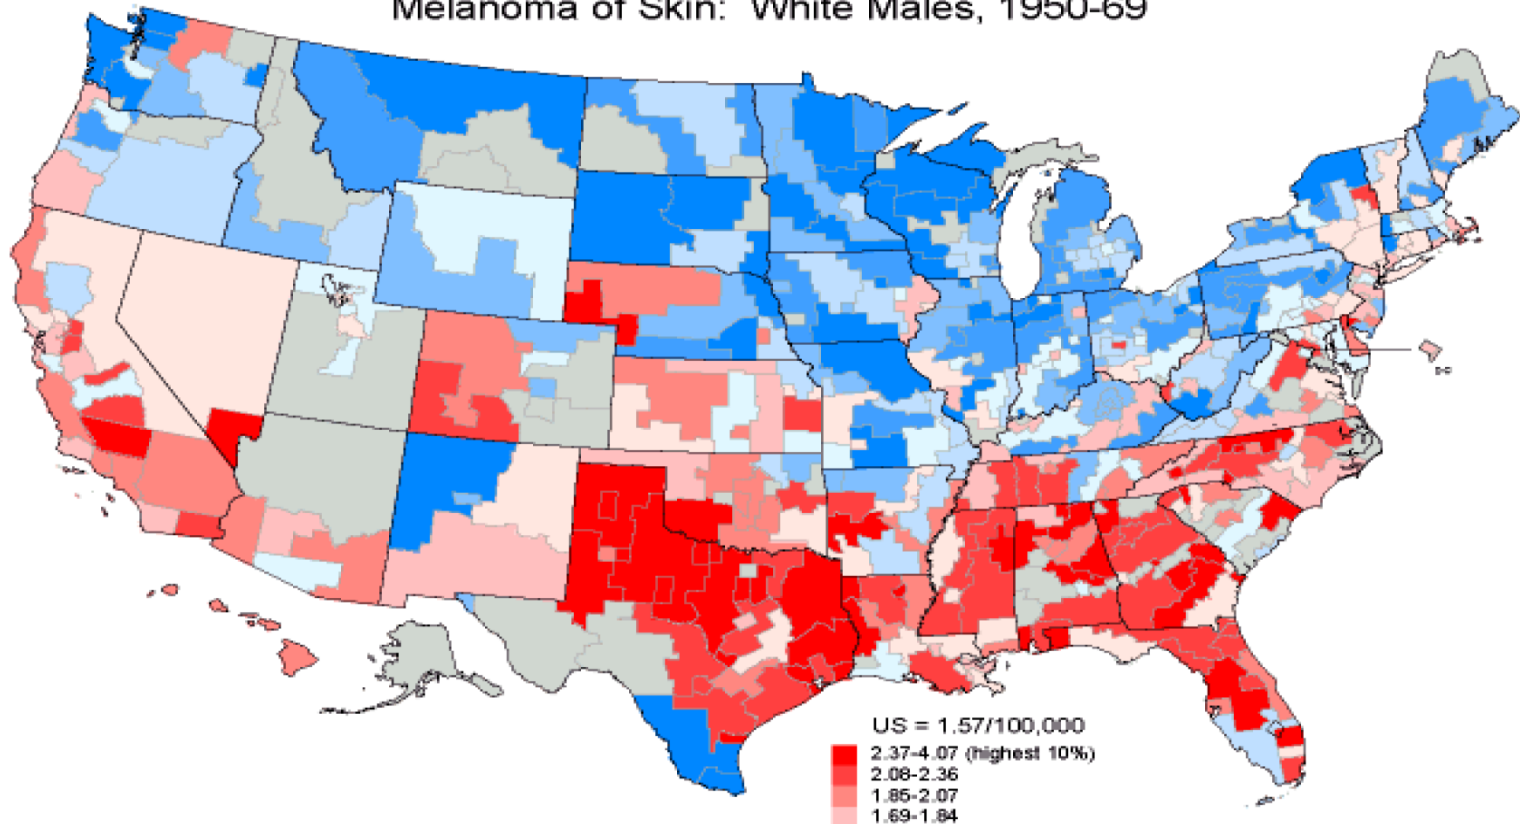 Melanoma of Skin: White Males, 1950-69
US = 1.57/100,000
2.37-4.07 (highest 10%)
2.08-2.36
1.85-2.07
1.69-1.84